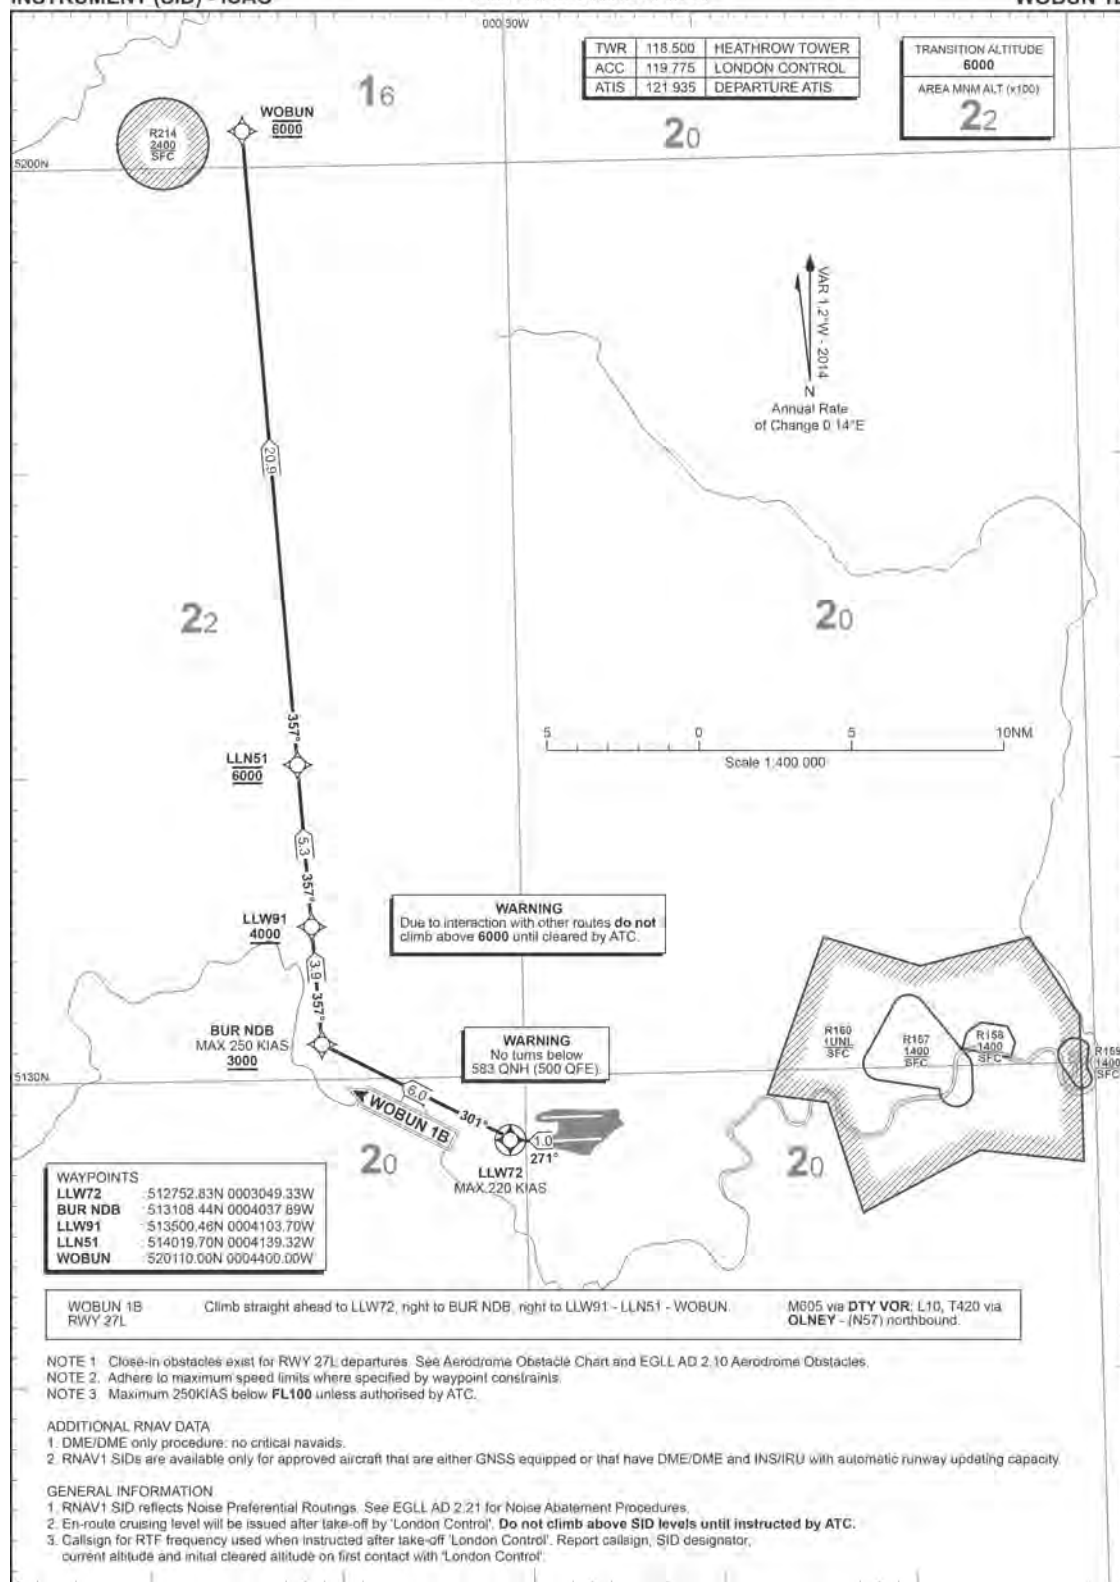 INSTRUMENT (SID) - ICAO
WOBUN 1B
000 30W
TWR 118.500 HEATHROW TOWER
ACC 119.775 LONDON CONTROL
ATIS 121.935 DEPARTURE ATIS
TRANSITION ALTITUDE
6000
AREA MNM ALT (x100)
22
16
20
WOBUN
6000
R214
2400
SFC
5200N
VAR 1.2°W - 2014
N
Annual Rate
of Change 0.14°E
20.9
22
20
357°
LLN51
6000
5 0 5 10NM
Scale 1:400 000
5.3
357°
LLW91
4000
WARNING
Due to interaction with other routes do not
climb above 6000 until cleared by ATC.
3.9
357°
BUR NDB
MAX 250 KIAS
3000
WARNING
No turns below
583 QNH (500 QFE)
R160
1UNL
SFC
R157
1400
SFC
R158
1400
SFC
R159
1400
SFC
5130N
6.0
301°
WOBUN 1B
1.0
271°
LLW72
MAX 220 KIAS
20
20
WAYPOINTS
LLW72 512752.83N 0003049.33W
BUR NDB 513108.44N 0004037.89W
LLW91 513500.46N 0004103.70W
LLN51 514019.70N 0004139.32W
WOBUN 520110.00N 0004400.00W
WOBUN 1B Climb straight ahead to LLW72, right to BUR NDB, right to LLW91 - LLN51 - WOBUN. M605 via DTY VOR; L10, T420 via
RWY 27L OLNEY - (N57) northbound.
NOTE 1 Close-in obstacles exist for RWY 27L departures. See Aerodrome Obstacle Chart and EGLL AD 2.10 Aerodrome Obstacles.
NOTE 2. Adhere to maximum speed limits where specified by waypoint constraints.
NOTE 3. Maximum 250KIAS below FL100 unless authorised by ATC.
ADDITIONAL RNAV DATA
1. DME/DME only procedure: no critical navaids.
2. RNAV1 SIDs are available only for approved aircraft that are either GNSS equipped or that have DME/DME and INS/IRU with automatic runway updating capacity.
GENERAL INFORMATION
1. RNAV1 SID reflects Noise Preferential Routings. See EGLL AD 2.21 for Noise Abatement Procedures.
2. En-route cruising level will be issued after take-off by 'London Control'. Do not climb above SID levels until instructed by ATC.
3. Callsign for RTF frequency used when instructed after take-off 'London Control'. Report callsign, SID designator,
current altitude and initial cleared altitude on first contact with 'London Control'.